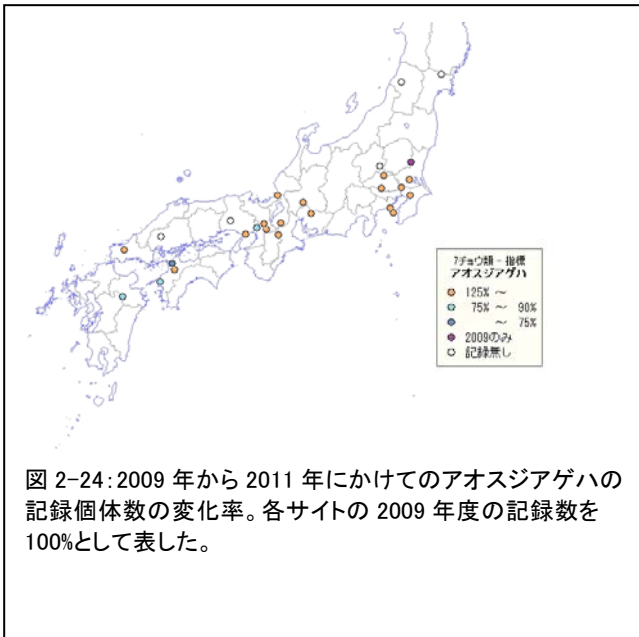 7チョウ類 - 指標
アオスジアゲハ
125% ～
75% ～ 90%
～ 75%
2009のみ
記録無し
図 2-24：2009 年から 2011 年にかけてのアオスジアゲハの
記録個体数の変化率。各サイトの 2009 年度の記録数を
100%として表した。